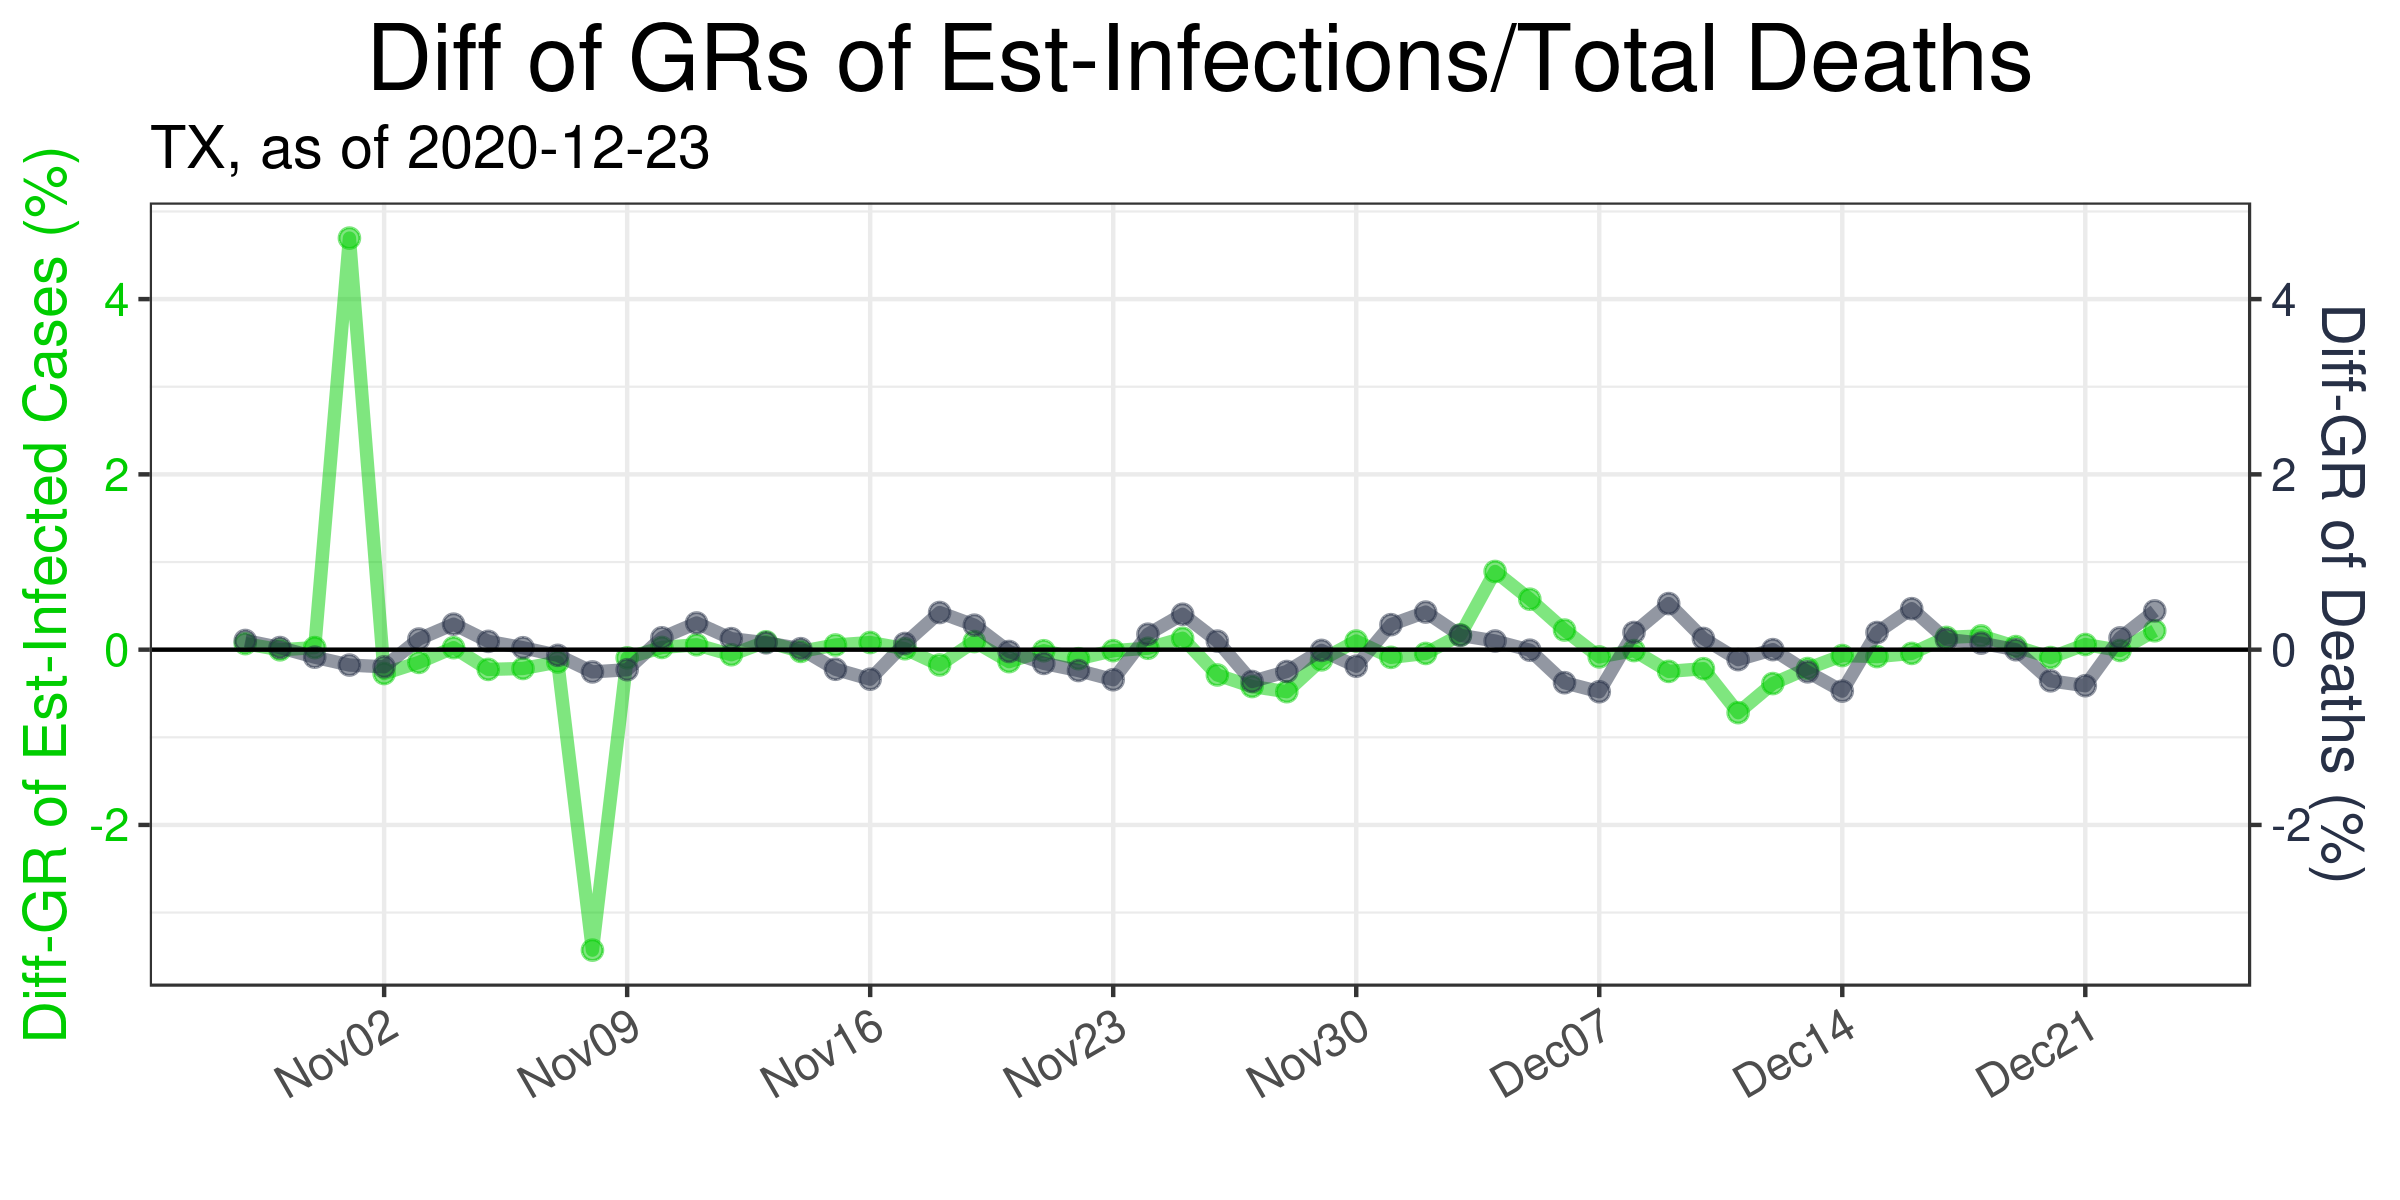 Diff of GRs of Est-Infections/Total Deaths
TX, as of 2020-12-23
Diff-GR of Est-Infected Cases (%)
4
2
0
-2
4
2
0
-2
Diff-GR of Deaths (%)
Nov02
Nov09
Nov16
Nov23
Nov30
Dec07
Dec14
Dec21